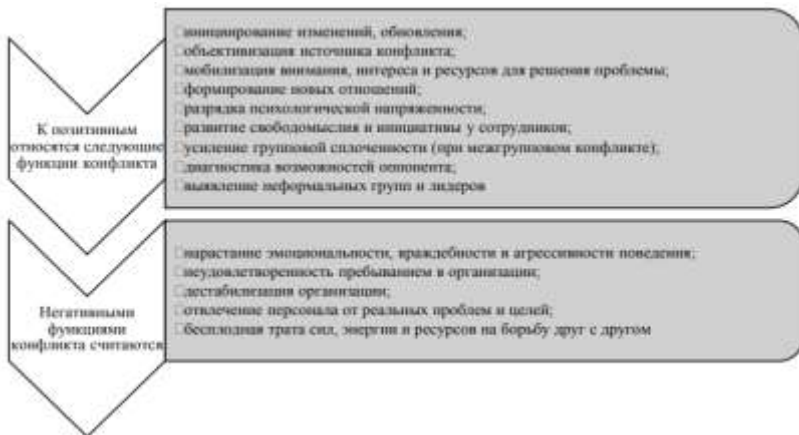 К позитивным
относятся следующие
функции конфликта
инициирование изменений, обновления;
объективизация источника конфликта;
мобилизация внимания, интереса и ресурсов для решения проблемы;
формирование новых отношений;
разрядка психологической напряженности;
развитие свободомыслия и инициативы у сотрудников;
усиление групповой сплоченности (при межгрупповом конфликте);
диагностика возможностей оппонента;
выявление неформальных групп и лидеров
Негативными
функциями
конфликта считаются
нарастание эмоциональности, враждебности и агрессивности поведения;
неудовлетворенность пребыванием в организации;
дестабилизация организации;
отвлечение персонала от реальных проблем и целей;
бесплодная трата сил, энергии и ресурсов на борьбу друг с другом